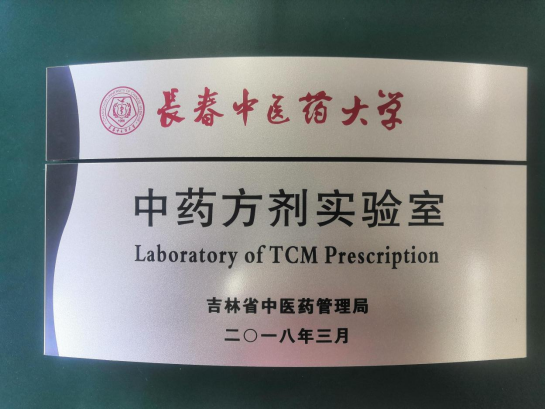 長春中医药大学
中药方剂实验室
Laboratory of TCM Prescription
吉林省中医药管理局
二〇一八年三月